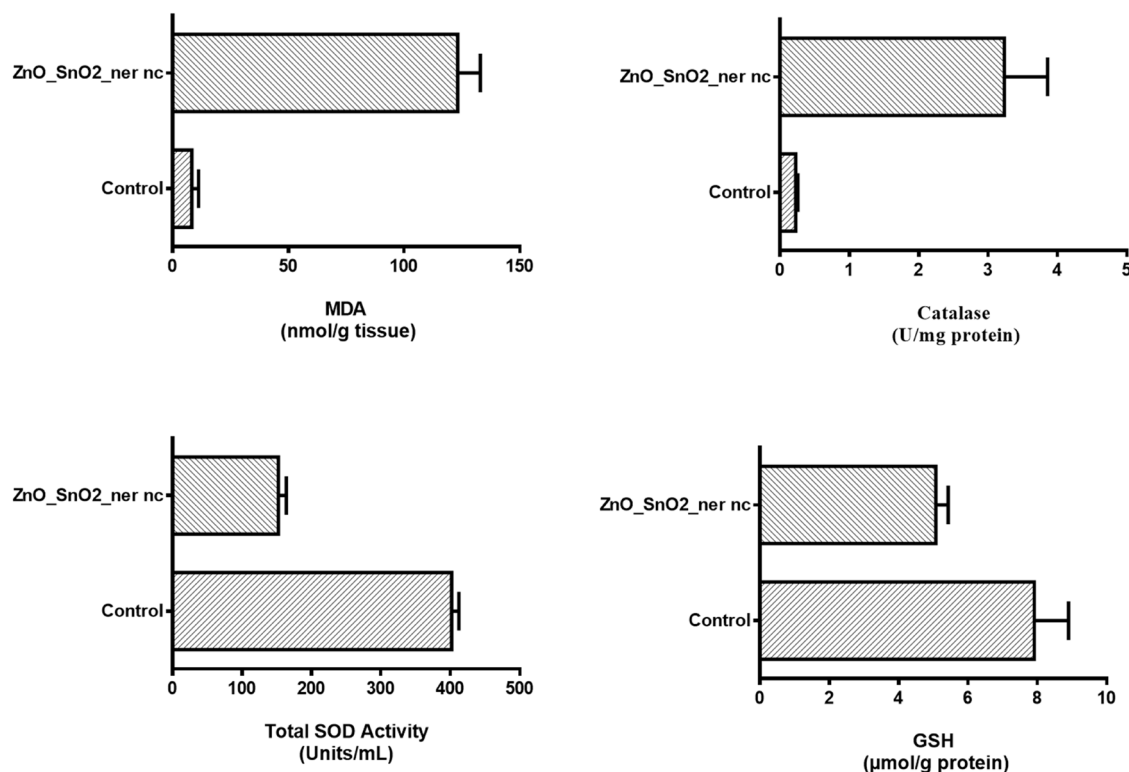 ZnO_SnO2_ner nc
Control
0 50 100 150
MDA
(nmol/g tissue)
ZnO_SnO2_ner nc
Control
0 1 2 3 4 5
Catalase
(U/mg protein)
ZnO_SnO2_ner nc
Control
0 100 200 300 400 500
Total SOD Activity
(Units/mL)
ZnO_SnO2_ner nc
Control
0 2 4 6 8 10
GSH
(µmol/g protein)